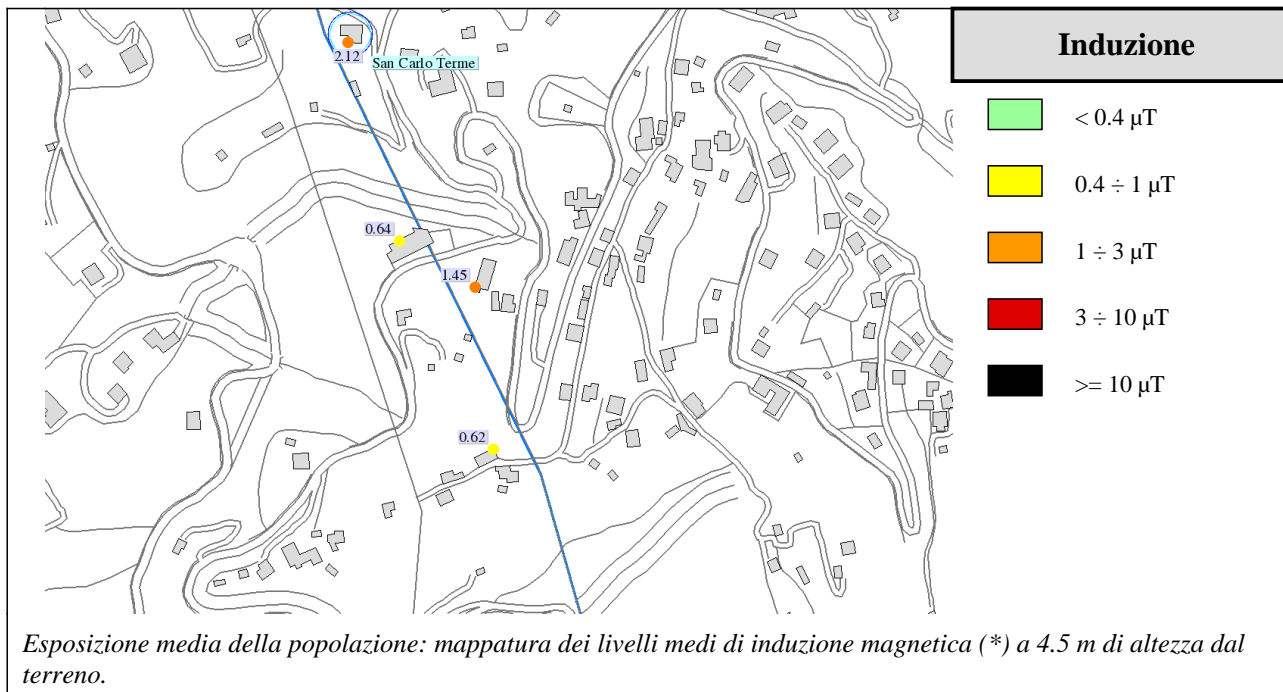 Induzione
2.12
San Carlo Terme
< 0.4 µT
0.4 ÷ 1 µT
0.64
1 ÷ 3 µT
1.45
3 ÷ 10 µT
>= 10 µT
0.62
Esposizione media della popolazione: mappatura dei livelli medi di induzione magnetica (*) a 4.5 m di altezza dal
terreno.